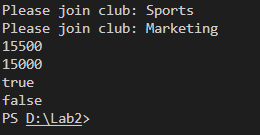 Please join club: Sports
Please join club: Marketing
15500
15000
true
false
PS D:\Lab2>